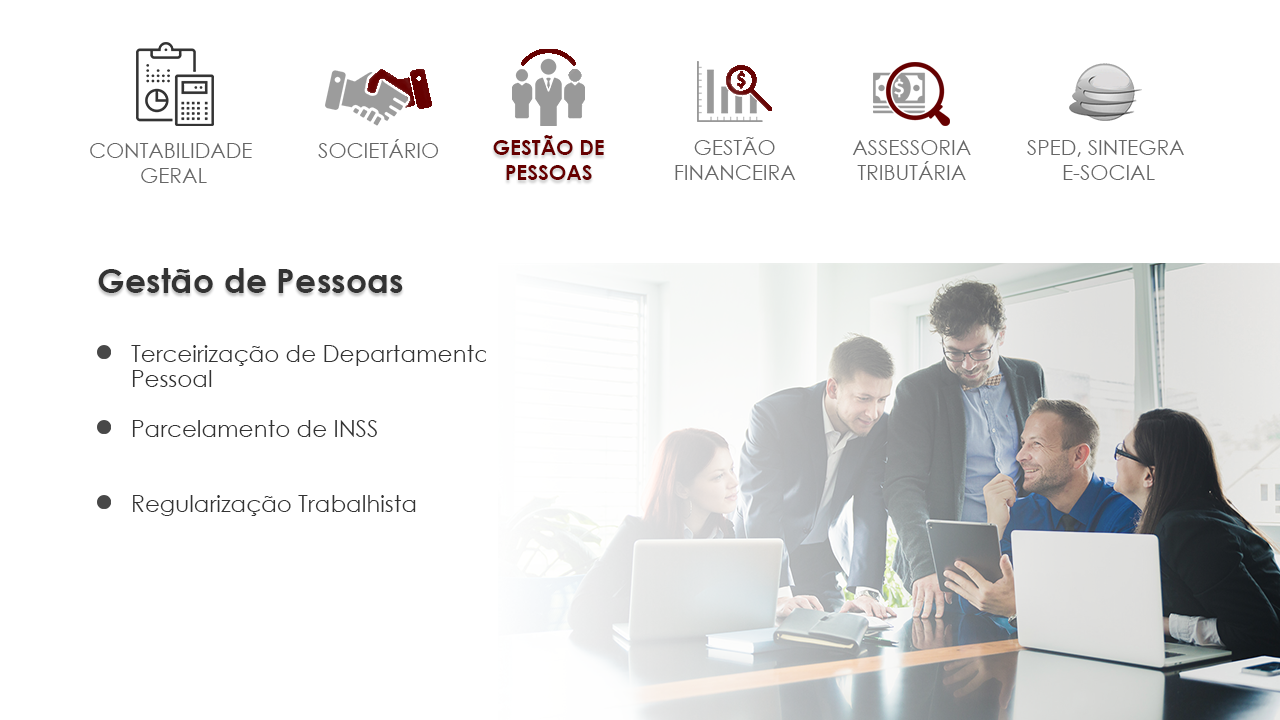 CONTABILIDADE
GERAL
SOCIETÁRIO
GESTÃO DE
PESSOAS
GESTÃO
FINANCEIRA
ASSESSORIA
TRIBUTÁRIA
SPED, SINTEGRA
E-SOCIAL
Gestão de Pessoas
Terceirização de Departamento
Pessoal
Parcelamento de INSS
Regularização Trabalhista